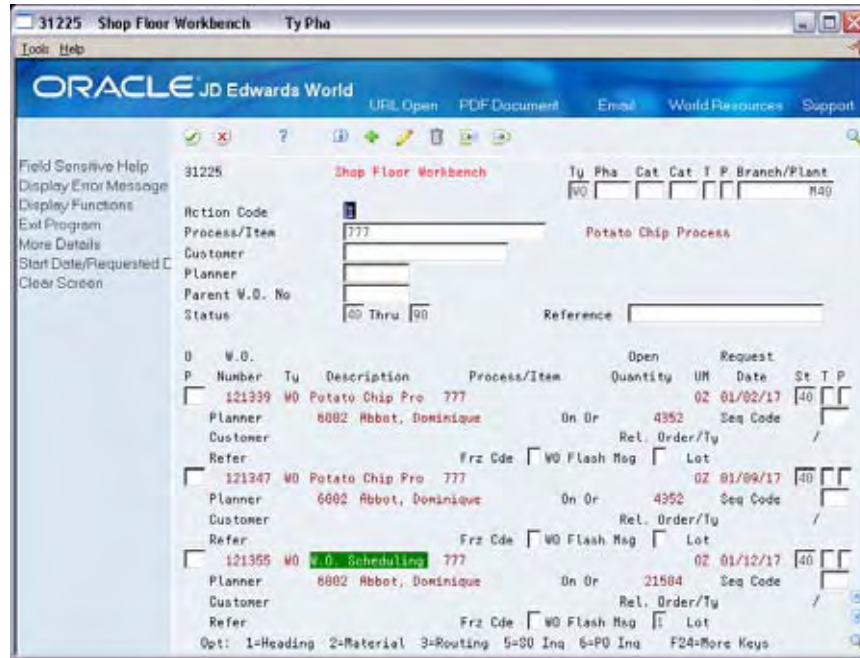 31225 Shop Floor Workbench Ty Pha
Tools Help
ORACLE JD Edwards World
URL Open PDF Document Email World Resources Support
Field Sensitive Help
Display Error Message
Display Functions
Exit Program
More Details
Start Date/Requested D
Clear Screen
31225 Shop Floor Workbench Ty Pha Cat Cat T P Branch/Plant
WO M40
Action Code I
Process/Item 777 Potato Chip Process
Customer
Planner
Parent W.O. No
Status 40 Thru 90 Reference
O W.O. Open Request
P Number Ty Description Process/Item Quantity UM Date St T P
121339 WO Potato Chip Pro 777 OZ 01/02/17 40
Planner 6002 Abbot, Dominique On Or 4352 Seq Code
Customer Rel. Order/Ty /
Refer Frz Cde WO Flash Msg Lot
121347 WO Potato Chip Pro 777 OZ 01/09/17 40
Planner 6002 Abbot, Dominique On Or 4352 Seq Code
Customer Rel. Order/Ty /
Refer Frz Cde WO Flash Msg Lot
121355 WO W.O. Scheduling 777 OZ 01/12/17 40
Planner 6002 Abbot, Dominique On Or 21504 Seq Code
Customer Rel. Order/Ty /
Refer Frz Cde WO Flash Msg Lot
Opt: 1=Heading 2=Material 3=Routing 5=SO Inq 6=PO Inq F24=More Keys